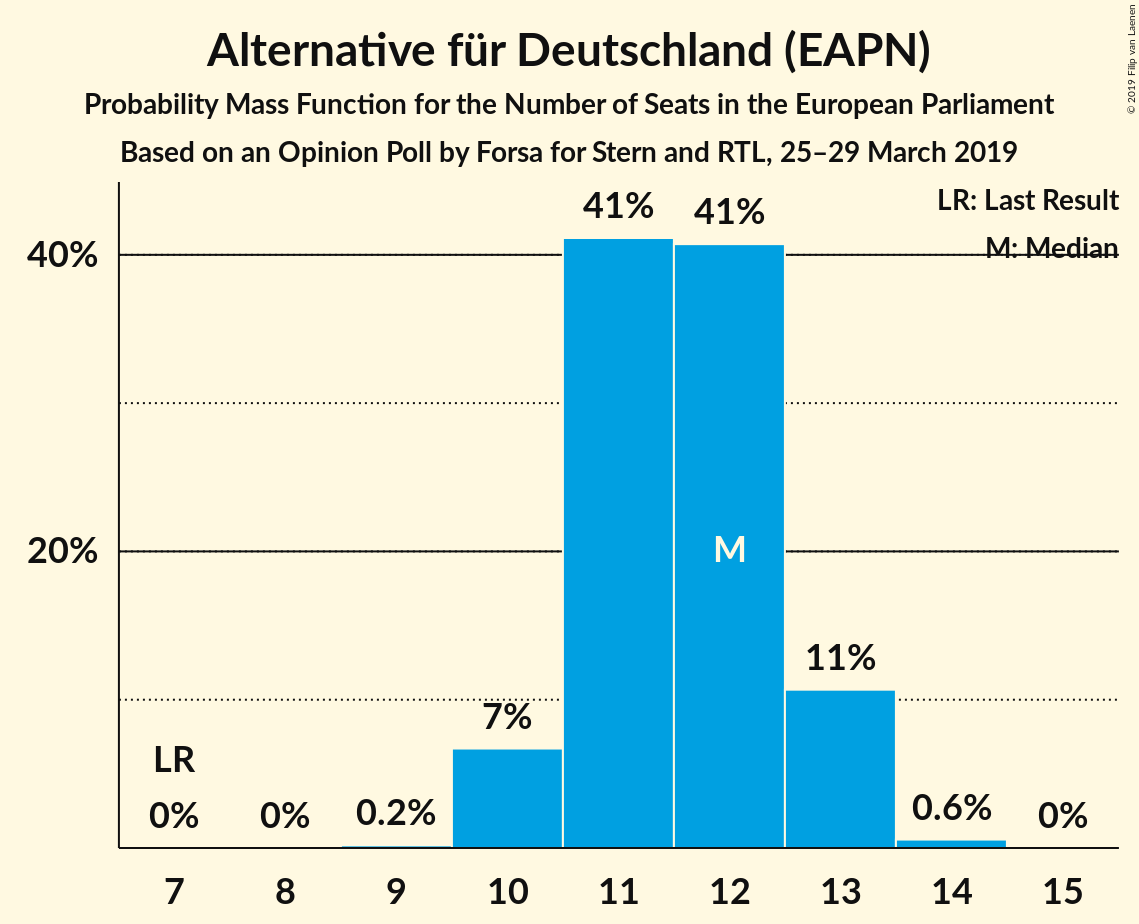 Alternative für Deutschland (EAPN)
Probability Mass Function for the Number of Seats in the European Parliament
Based on an Opinion Poll by Forsa for Stern and RTL, 25–29 March 2019
© 2019 Filip van Laenen
LR: Last Result
M: Median
41%
41%
40%
20%
M
11%
7%
LR
0%
0%
0.2%
0.6%
0%
7
8
9
10
11
12
13
14
15